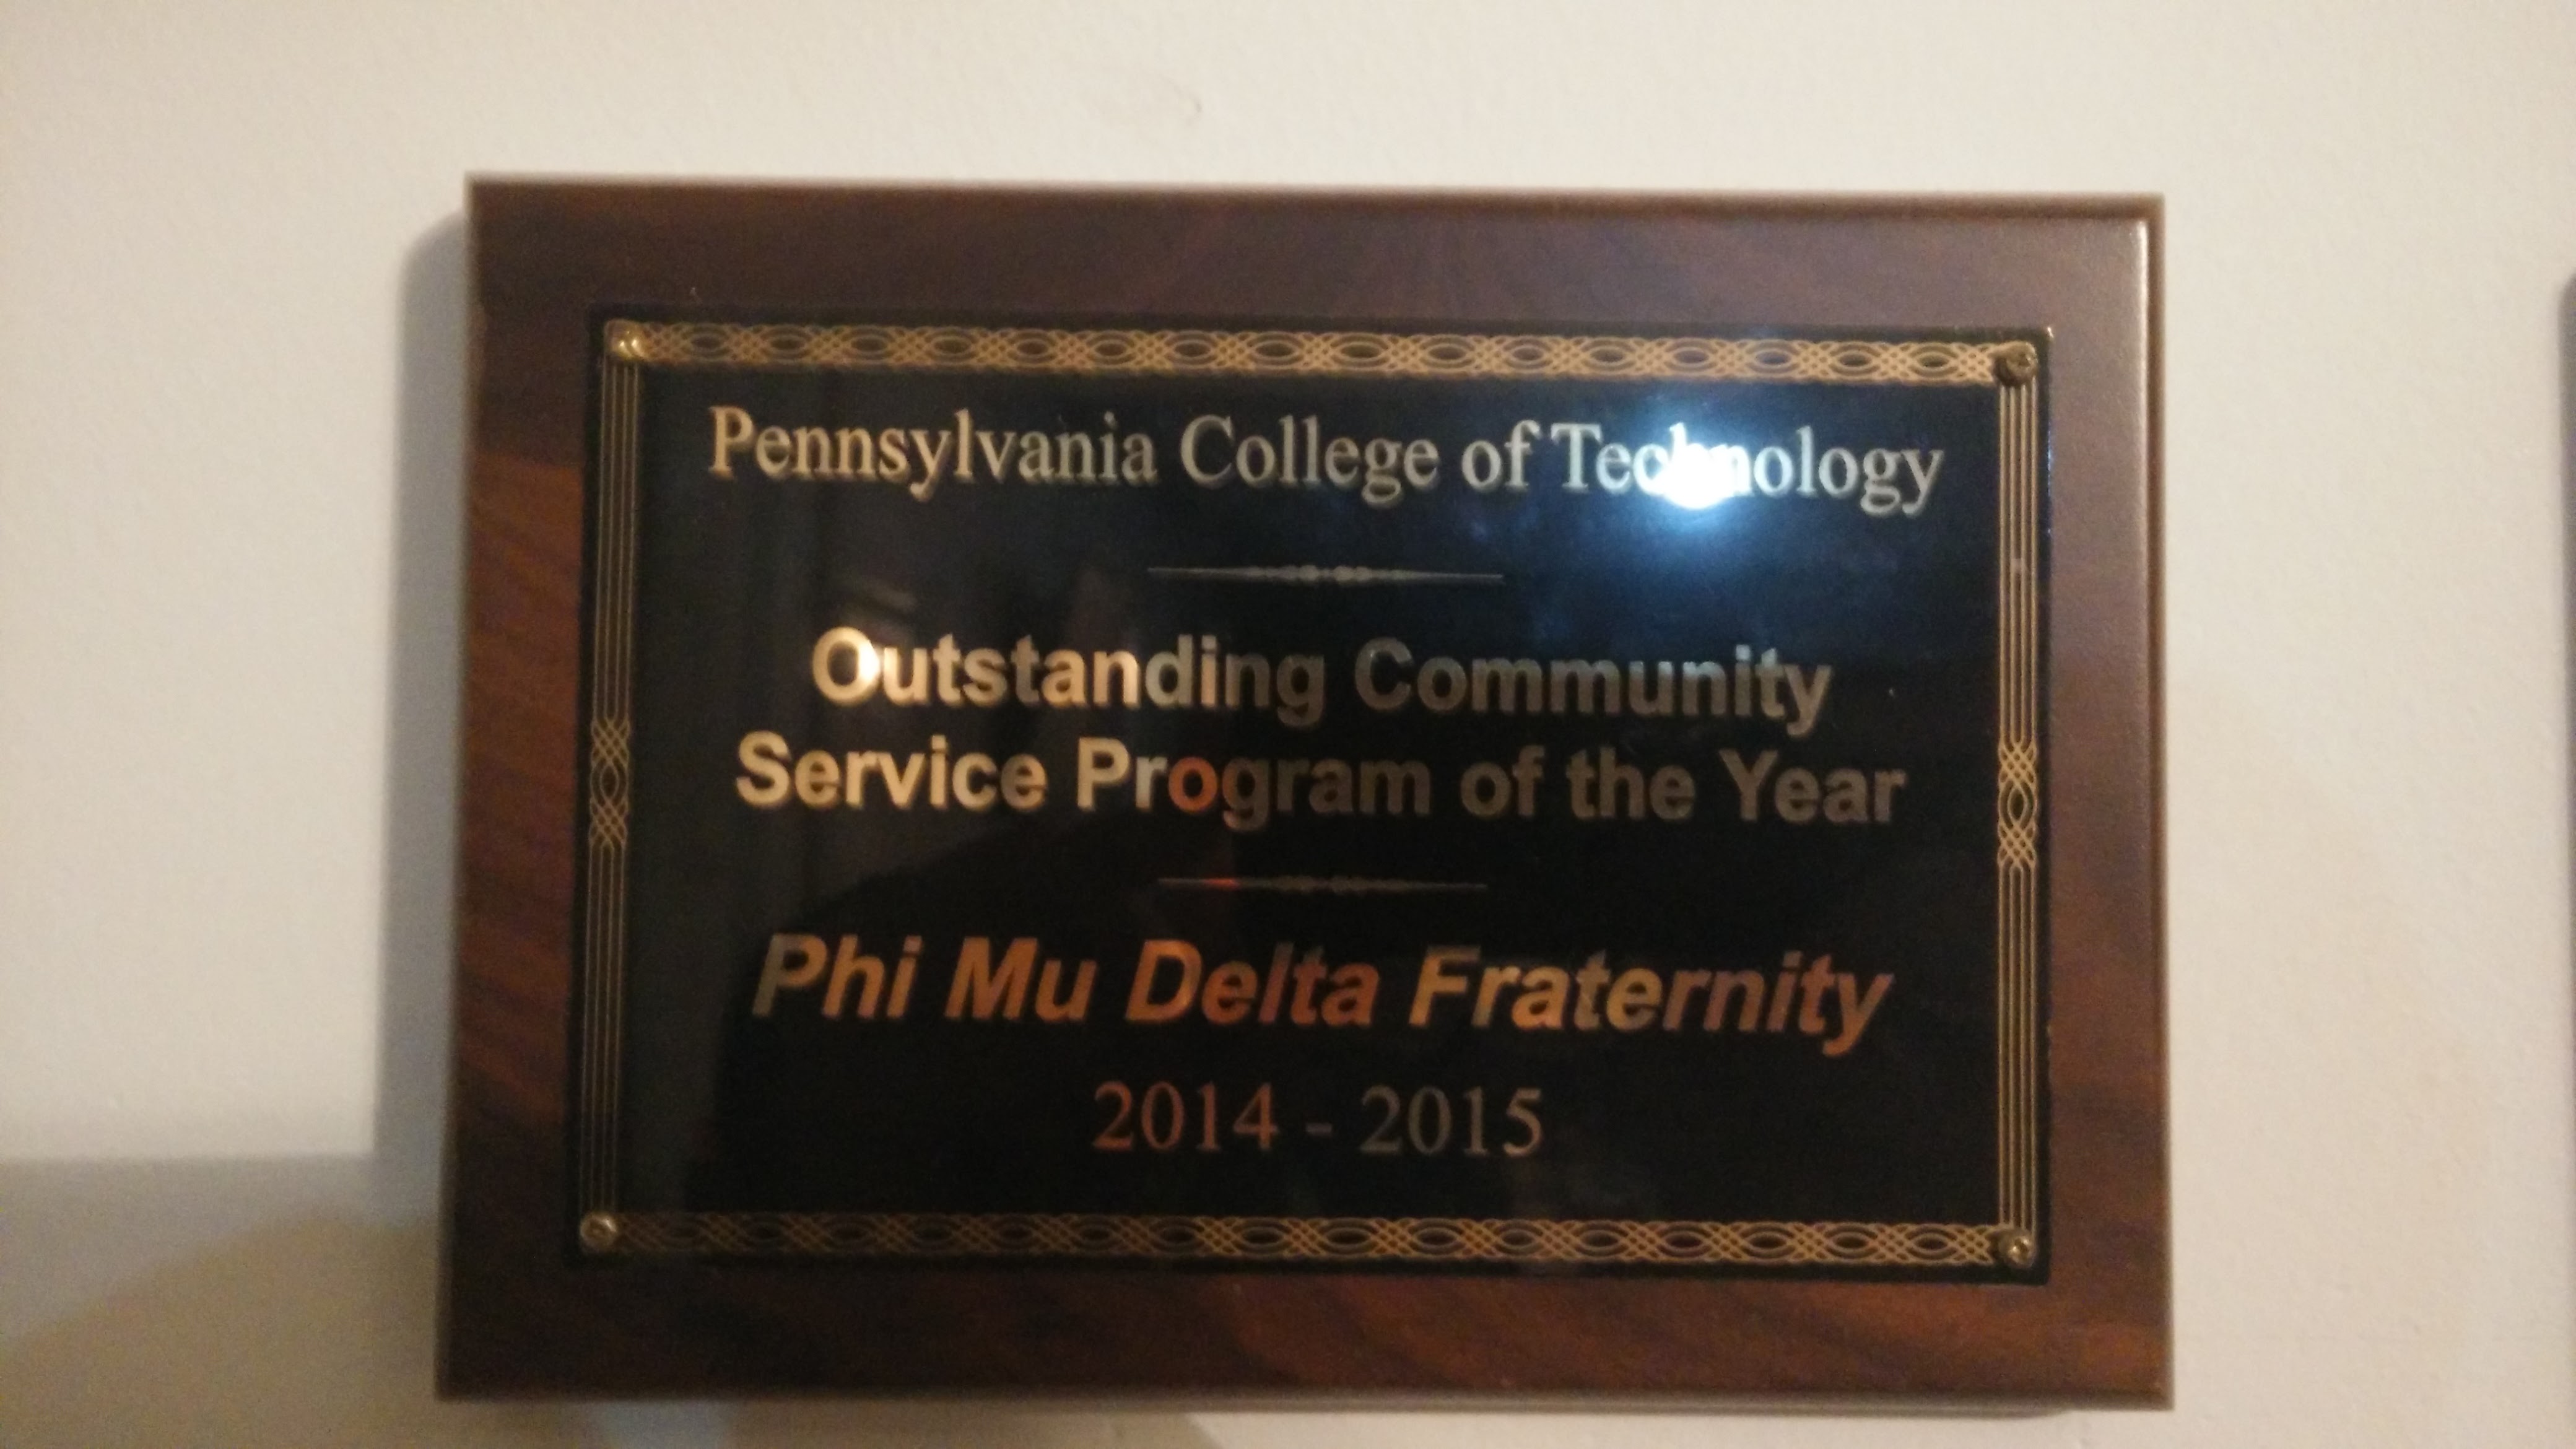 Pennsylvania College of Technology
Outstanding Community
Service Program of the Year
Phi Mu Delta Fraternity
2014 - 2015